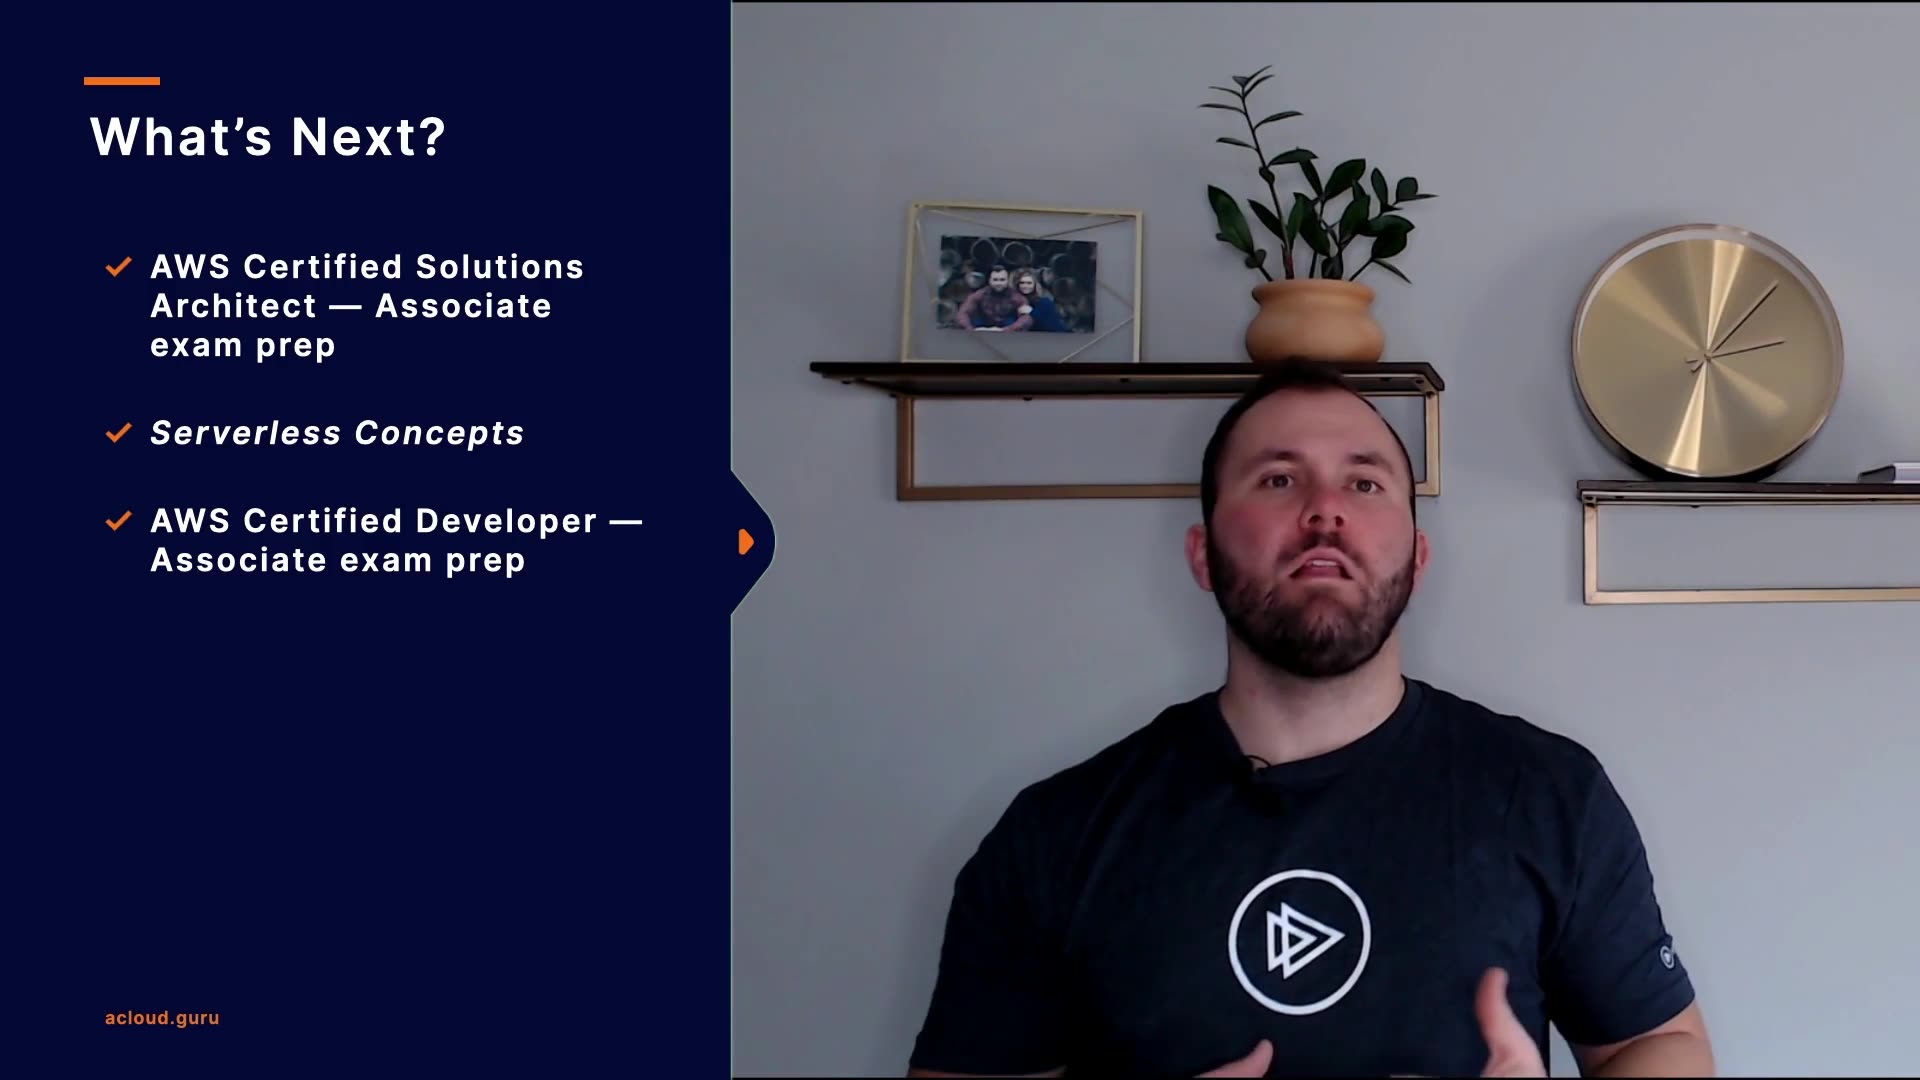 What’s Next?
AWS Certified Solutions
Architect — Associate
exam prep
Serverless Concepts
AWS Certified Developer —
Associate exam prep
acloud.guru